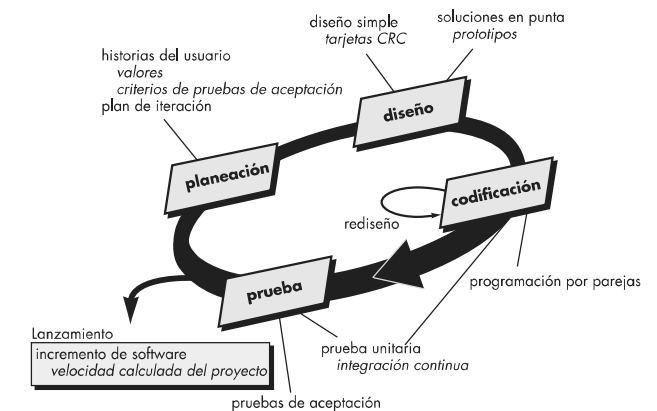 diseño simple
tarjetas CRC
soluciones en punta
prototipos
historias del usuario
valores
criterios de pruebas de aceptación
plan de iteración
diseño
planeación
codificación
rediseño
programación por parejas
prueba
Lanzamiento
incremento de software
velocidad calculada del proyecto
prueba unitaria
integración continua
pruebas de aceptación